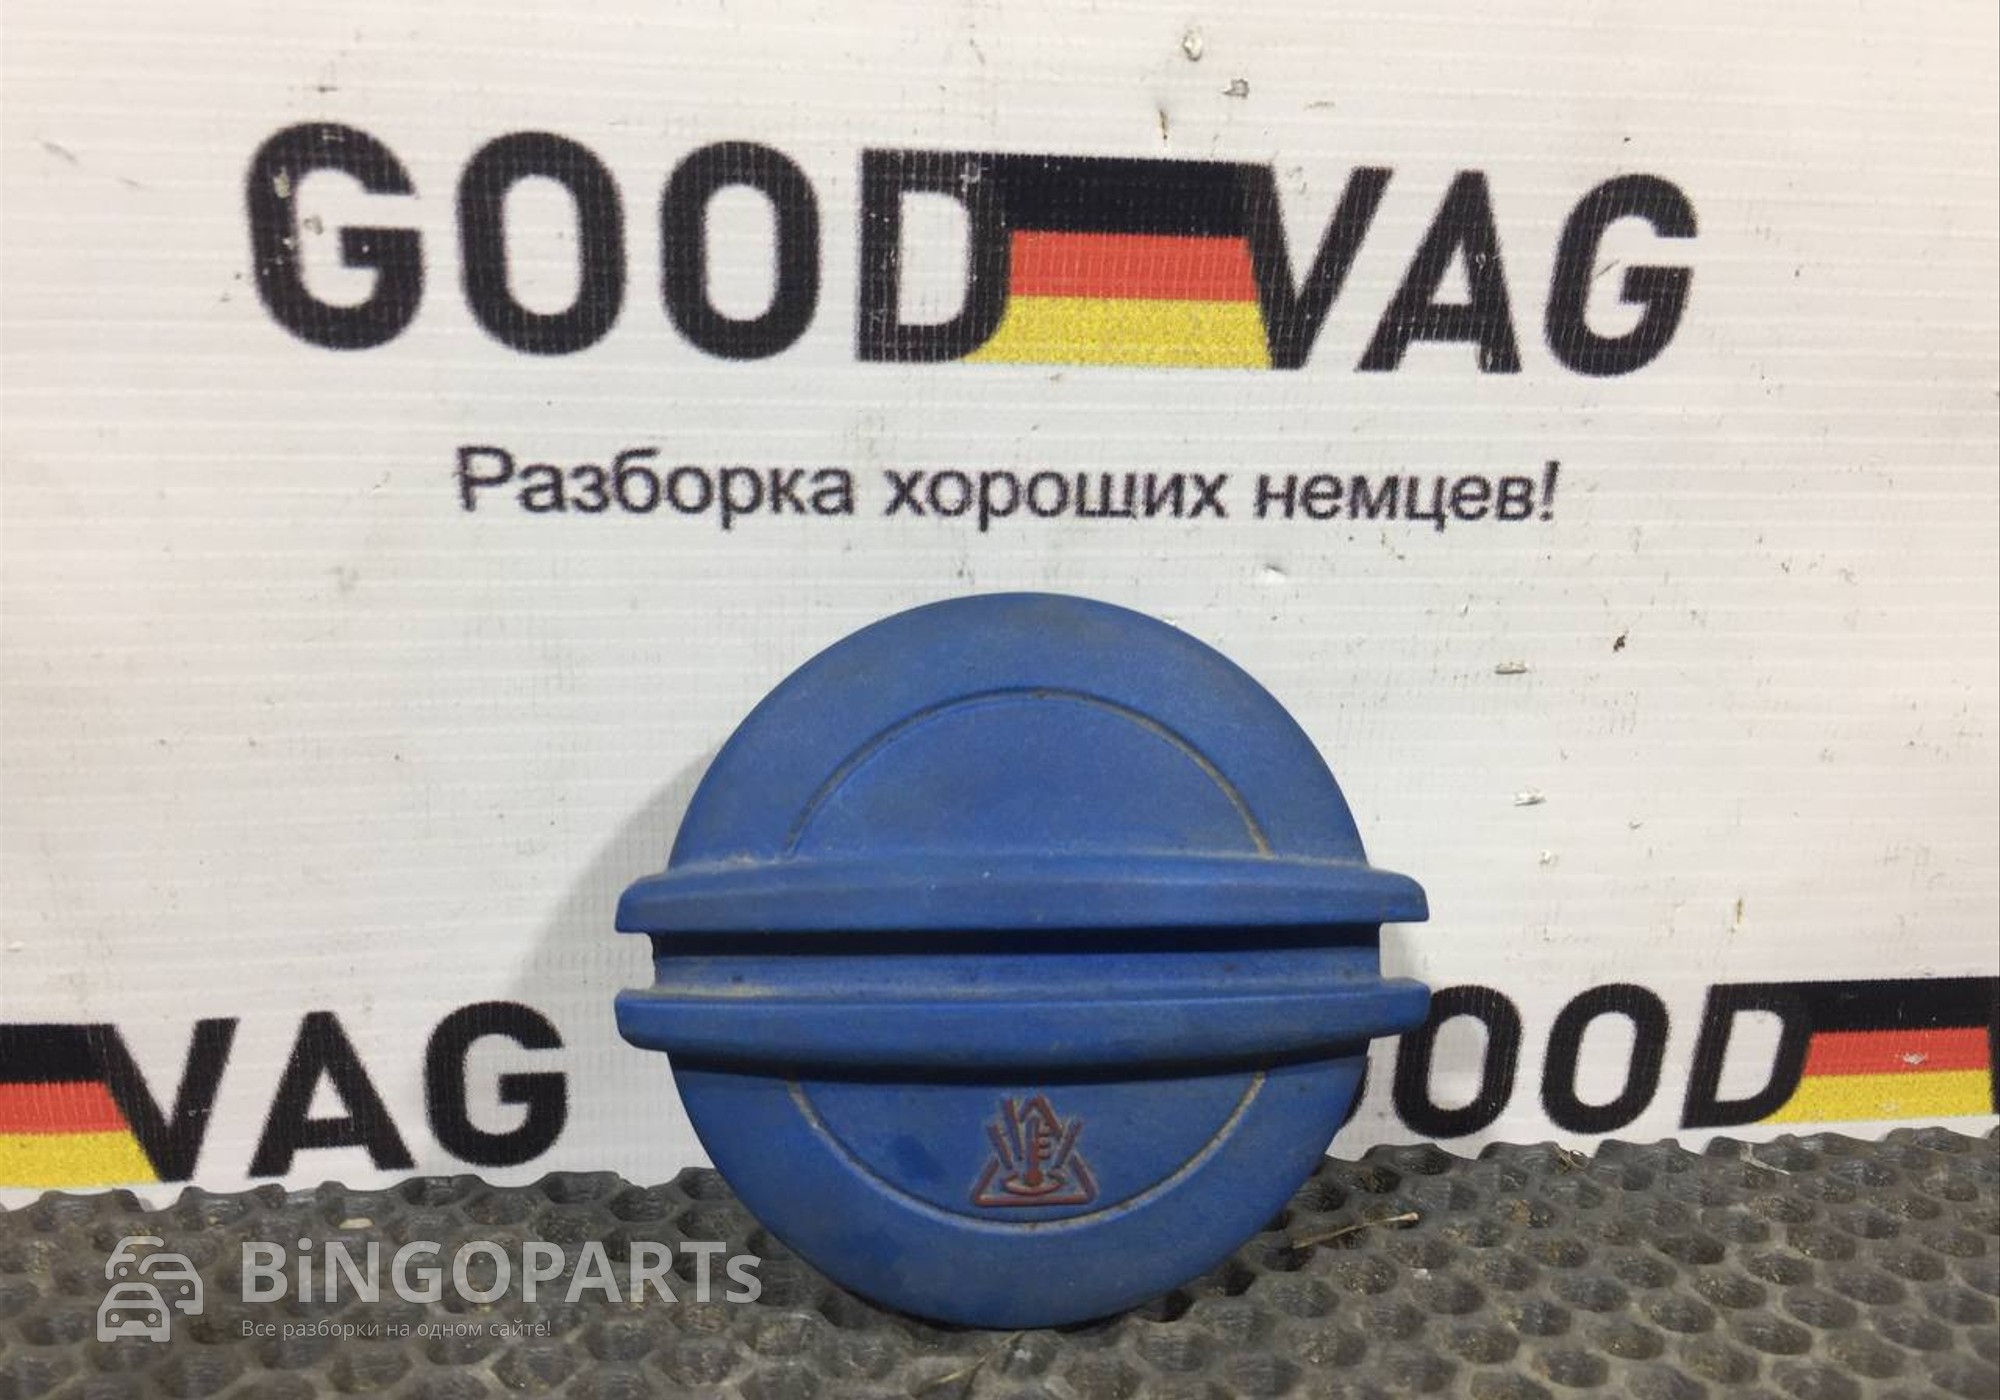 GOOD VAG
Разборка хороших немцев!
VAG
OOD
BiNGOPARTs
Все разборки на одном сайте!